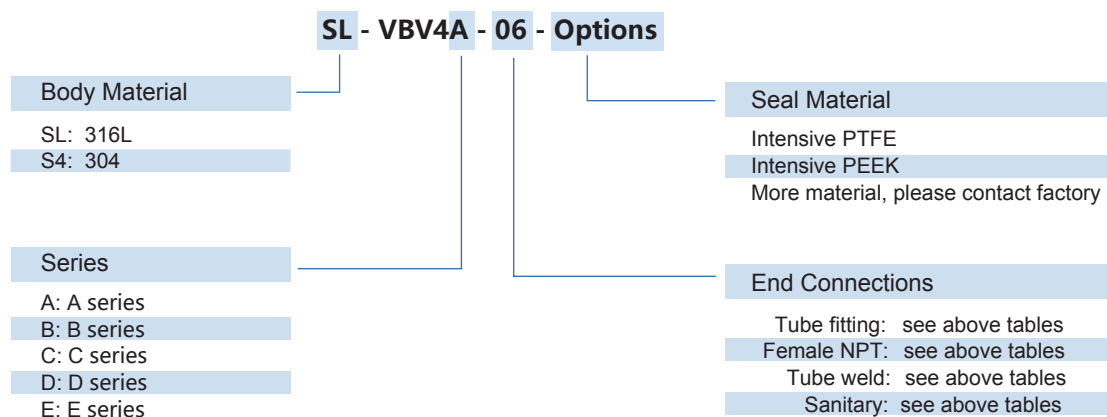 SL - VBV4A - 06 - Options
Body Material
SL: 316L
S4: 304
Series
A: A series
B: B series
C: C series
D: D series
E: E series
Seal Material
Intensive PTFE
Intensive PEEK
More material, please contact factory
End Connections
Tube fitting: see above tables
Female NPT: see above tables
Tube weld: see above tables
Sanitary: see above tables